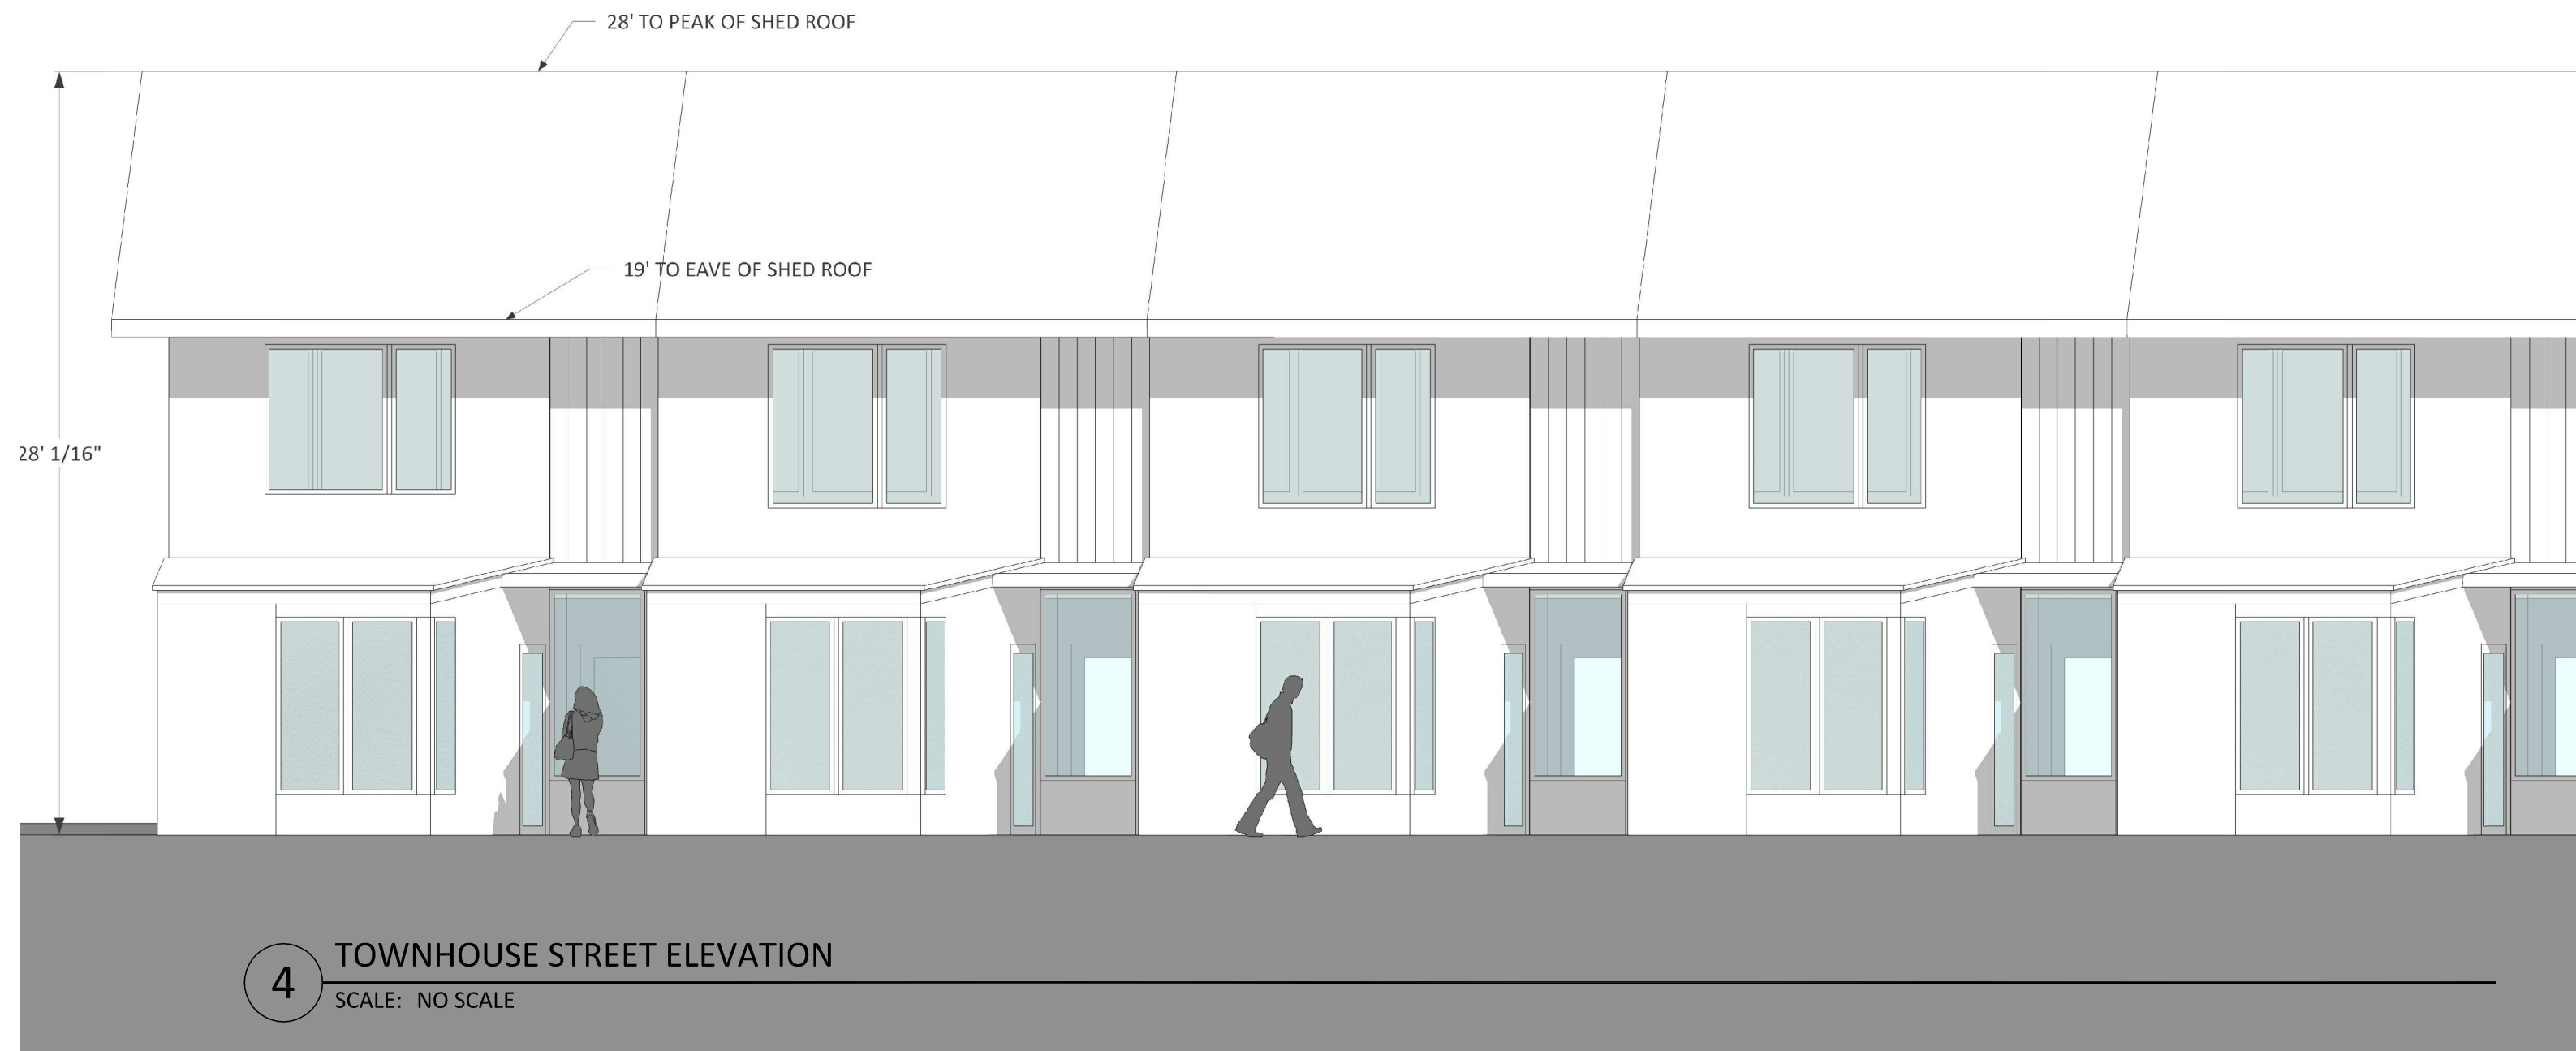 28' TO PEAK OF SHED ROOF
19' TO EAVE OF SHED ROOF
28' 1/16"
4
TOWNHOUSE STREET ELEVATION
SCALE: NO SCALE